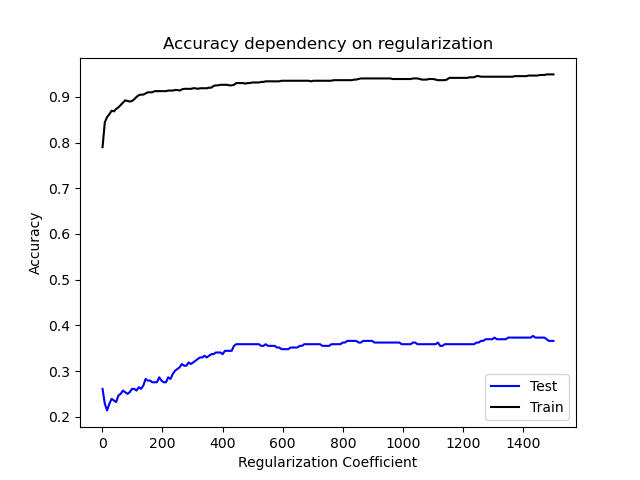 Accuracy dependency on regularization
Accuracy
0.9
0.8
0.7
0.6
0.5
0.4
0.3
0.2
Test
Train
0 200 400 600 800 1000 1200 1400
Regularization Coefficient